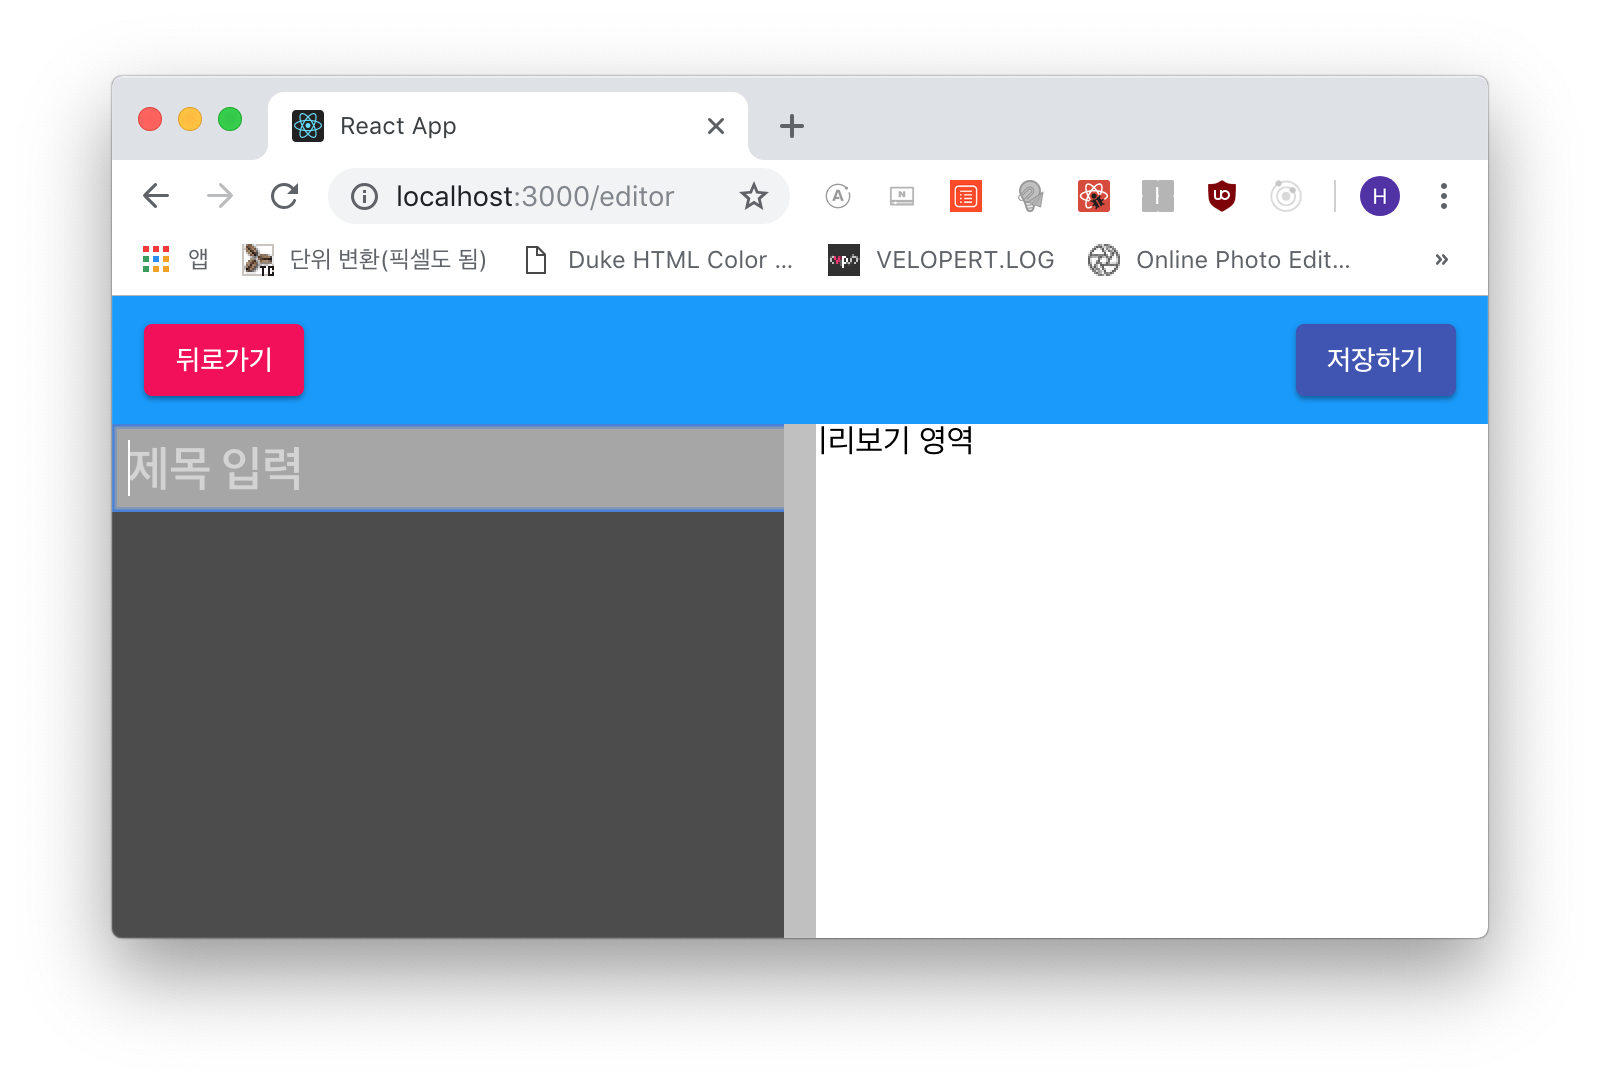 React App
localhost:3000/editor
앱 단위 변환(픽셀도 됨) Duke HTML Color ... VELOPERT.LOG Online Photo Edit... »
뒤로가기 저장하기
제목 입력
리보기 영역